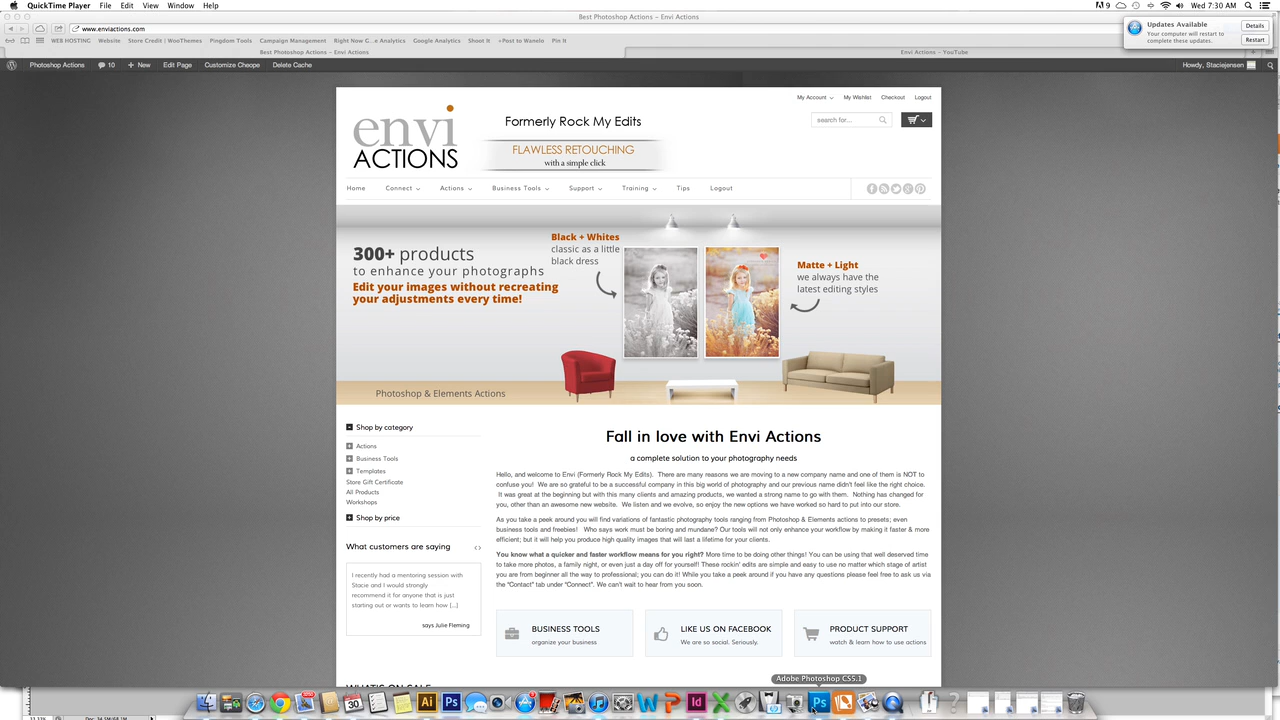 QuickTime Player File Edit View Window Help
9 Wed 7:30 AM
Best Photoshop Actions – Envi Actions
www.enviactions.com
WEB HOSTING Website Store Credit / WooThemes Pingdom Tools Campaign Management Right Now G...e Analytics Google Analytics Shoot It +Post to Wanelo Pin It
Best Photoshop Actions – Envi Actions
Envi Actions – YouTube
Updates Available
Your computer will restart to
complete these updates.
Details
Restart
Photoshop Actions 10 + New Edit Page Customize Cheope Delete Cache
Howdy, Staciejensen
My Account My Wishlist Checkout Logout
search for...
envi
ACTIONS
Formerly Rock My Edits
FLAWLESS RETOUCHING
with a simple click
Home Connect Actions Business Tools Support Training Tips Logout
300+ products
to enhance your photographs
Edit your images without recreating
your adjustments every time!
Black + Whites
classic as a little
black dress
Matte + Light
we always have the
latest editing styles
Photoshop & Elements Actions
Shop by category
Actions
Business Tools
Templates
Store Gift Certificate
All Products
Workshops
Shop by price
What customers are saying
I recently had a mentoring session with
Stacie and I would strongly
recommend it for anyone that is just
starting out or wants to learn how [...]
says Julie Fleming
Fall in love with Envi Actions
a complete solution to your photography needs
Hello, and welcome to Envi (Formerly Rock My Edits). There are many reasons we are moving to a new company name and one of them is NOT to
confuse you! We are so grateful to be a successful company in this big world of photography and our previous name didn't feel like the right choice.
It was great at the beginning but with this many clients and amazing products, we wanted a strong name to go with them. Nothing has changed for
you, other than an awesome new website. We listen and we evolve, so enjoy the new options we have worked so hard to put into our store.
As you take a peek around you will find variations of fantastic photography tools ranging from Photoshop & Elements actions to presets; even
business tools and freebies! Who says work must be boring and mundane? Our tools will not only enhance your workflow by making it faster & more
efficient; but it will help you produce high quality images that will last a lifetime for your clients.
You know what a quicker and faster workflow means for you right? More time to be doing other things! You can be using that well deserved time
to take more photos, a family night, or even just a day off for yourself! These rockin' edits are simple and easy to use no matter which stage of artist
you are from beginner all the way to professional; you can do it! While you take a peek around if you have any questions please feel free to ask us via
the "Contact" tab under "Connect". We can't wait to hear from you soon.
BUSINESS TOOLS
organize your business
LIKE US ON FACEBOOK
We are so social. Seriously.
PRODUCT SUPPORT
watch & learn how to use actions
Adobe Photoshop CS5.1